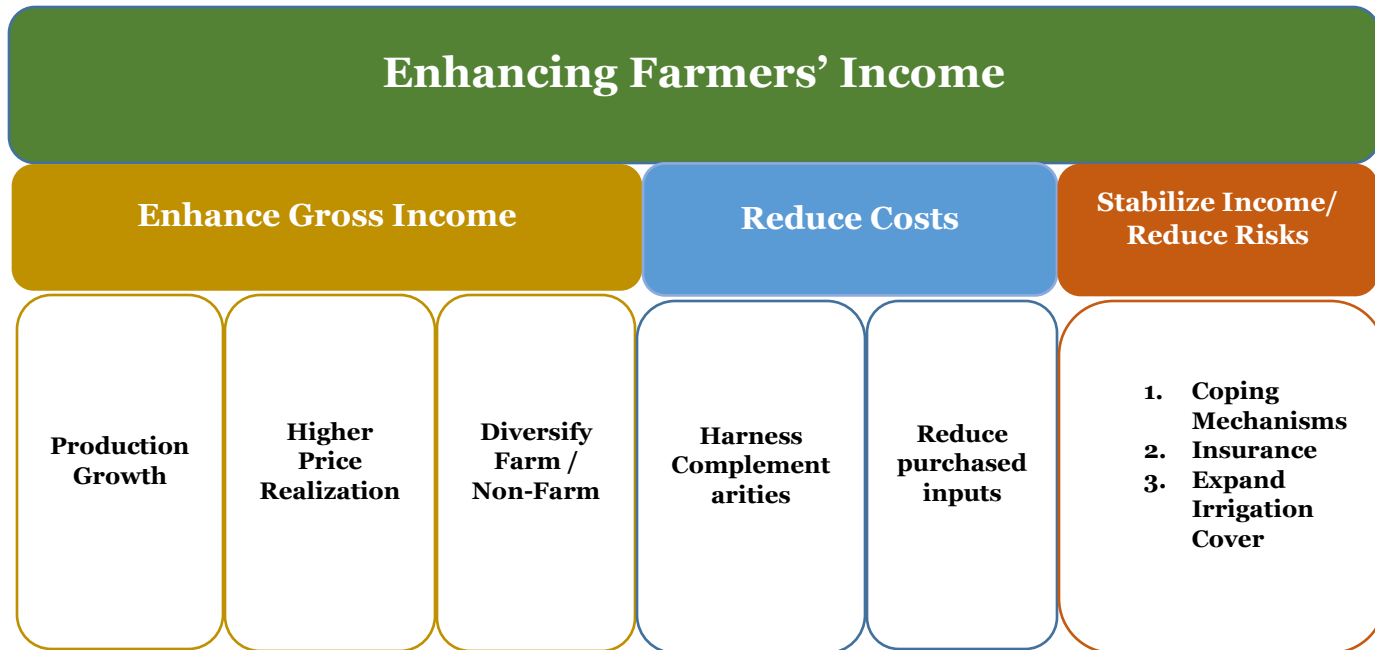 Enhancing Farmers’ Income
Enhance Gross Income
Reduce Costs
Stabilize Income/
Reduce Risks
Production
Growth
Higher
Price
Realization
Diversify
Farm /
Non-Farm
Harness
Complement
arities
Reduce
purchased
inputs
1. Coping
Mechanisms
2. Insurance
3. Expand
Irrigation
Cover